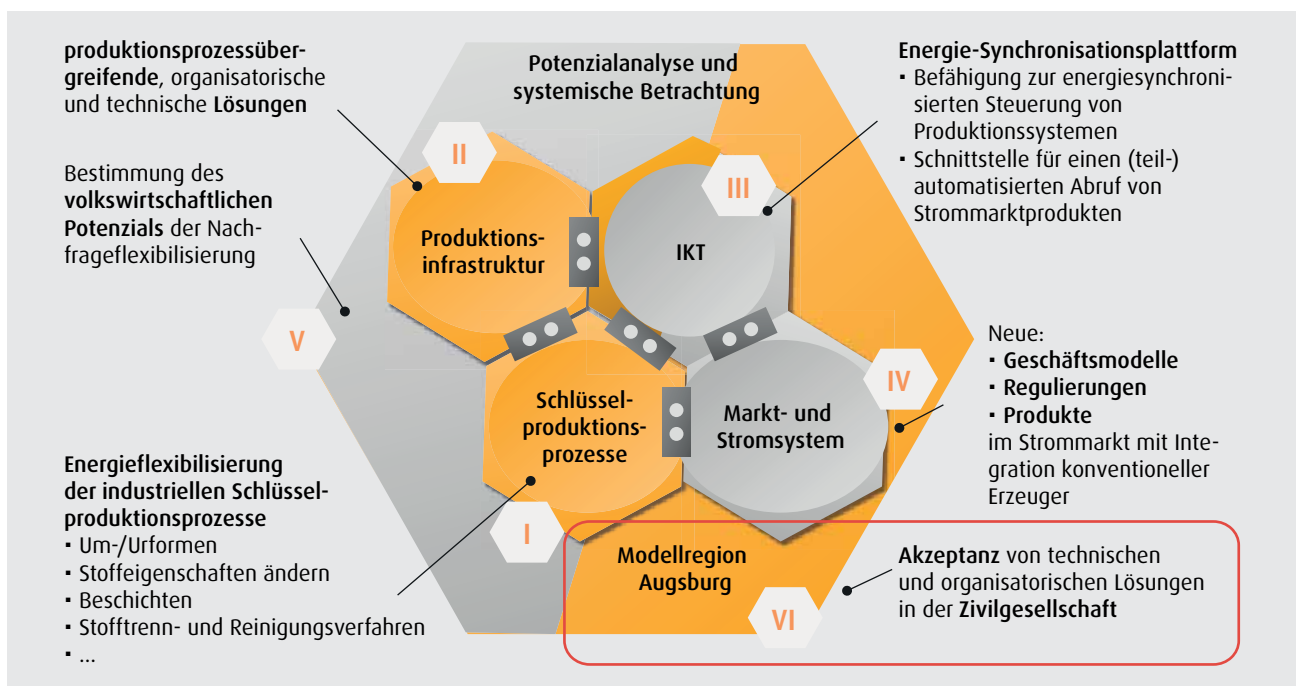 produktionsprozessüber-
greifende, organisatorische
und technische Lösungen
Bestimmung des
volkswirtschaftlichen
Potenzials der Nach-
frageflexibilisierung
V
Energieflexibilisierung
der industriellen Schlüssel-
produktionsprozesse
▪ Um-/Urformen
▪ Stoffeigenschaften ändern
▪ Beschichten
▪ Stofftrenn- und Reinigungsverfahren
▪ ...
Potenzialanalyse und
systemische Betrachtung
II
Produktions-
infrastruktur
III
IKT
Schlüssel-
produktions-
prozesse
I
Markt- und
Stromsystem
IV
Modellregion
Augsburg
VI
Energie-Synchronisationsplattform
▪ Befähigung zur energiesynchroni-
sierten Steuerung von
Produktionssystemen
▪ Schnittstelle für einen (teil-)
automatisierten Abruf von
Strommarktprodukten
Neue:
▪ Geschäftsmodelle
▪ Regulierungen
▪ Produkte
im Strommarkt mit Inte-
gration konventioneller
Erzeuger
Akzeptanz von technischen
und organisatorischen Lösungen
in der Zivilgesellschaft